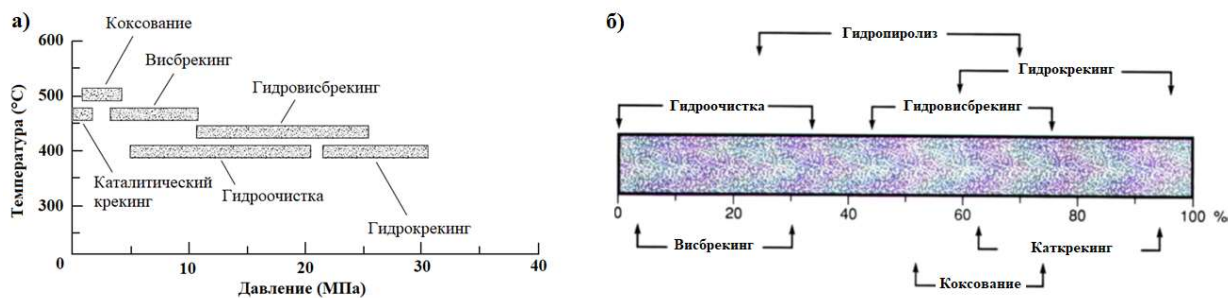 а)
Коксование
Висбрекинг
Гидровисбрекинг
Температура (°C)
600
500
400
300
0
Каталитический
крекинг
Гидроочистка
Гидрокрекинг
10
20
30
40
Давление (МПа)
б)
Гидропиролиз
Гидрокрекинг
Гидроочистка
Гидровисбрекинг
0
20
40
60
80
100 %
Висбрекинг
Каткрекинг
Коксование